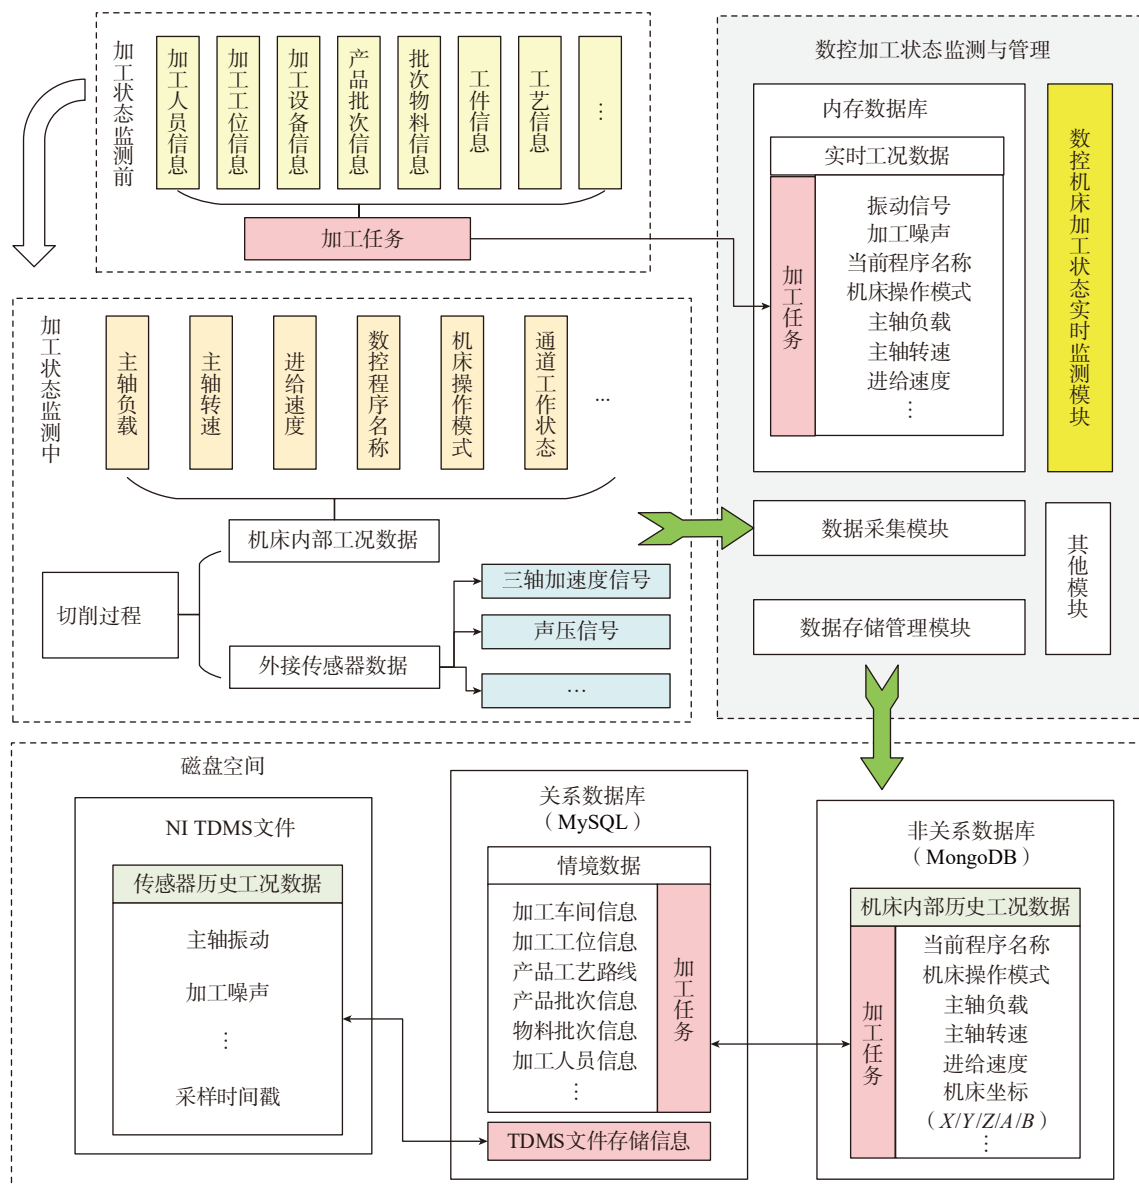 加工状态监测前
加工人员信息
加工工位信息
加工设备信息
产品批次信息
批次物料信息
工件信息
工艺信息
…
加工任务
加工状态监测中
主轴负载
主轴转速
进给速度
数控程序名称
机床操作模式
通道工作状态
…
机床内部工况数据
切削过程
外接传感器数据
三轴加速度信号
声压信号
…
数控加工状态监测与管理
内存数据库
实时工况数据
加工任务
振动信号
加工噪声
当前程序名称
机床操作模式
主轴负载
主轴转速
进给速度
⋮
数控机床加工状态实时监测模块
数据采集模块
数据存储管理模块
其他模块
磁盘空间
NI TDMS文件
传感器历史工况数据
主轴振动
加工噪声
⋮
采样时间戳
关系数据库
（MySQL）
情境数据
加工车间信息
加工工位信息
产品工艺路线
产品批次信息
物料批次信息
加工人员信息
⋮
加工任务
TDMS文件存储信息
非关系数据库
（MongoDB）
机床内部历史工况数据
加工任务
当前程序名称
机床操作模式
主轴负载
主轴转速
进给速度
机床坐标
（X/Y/Z/A/B）
⋮